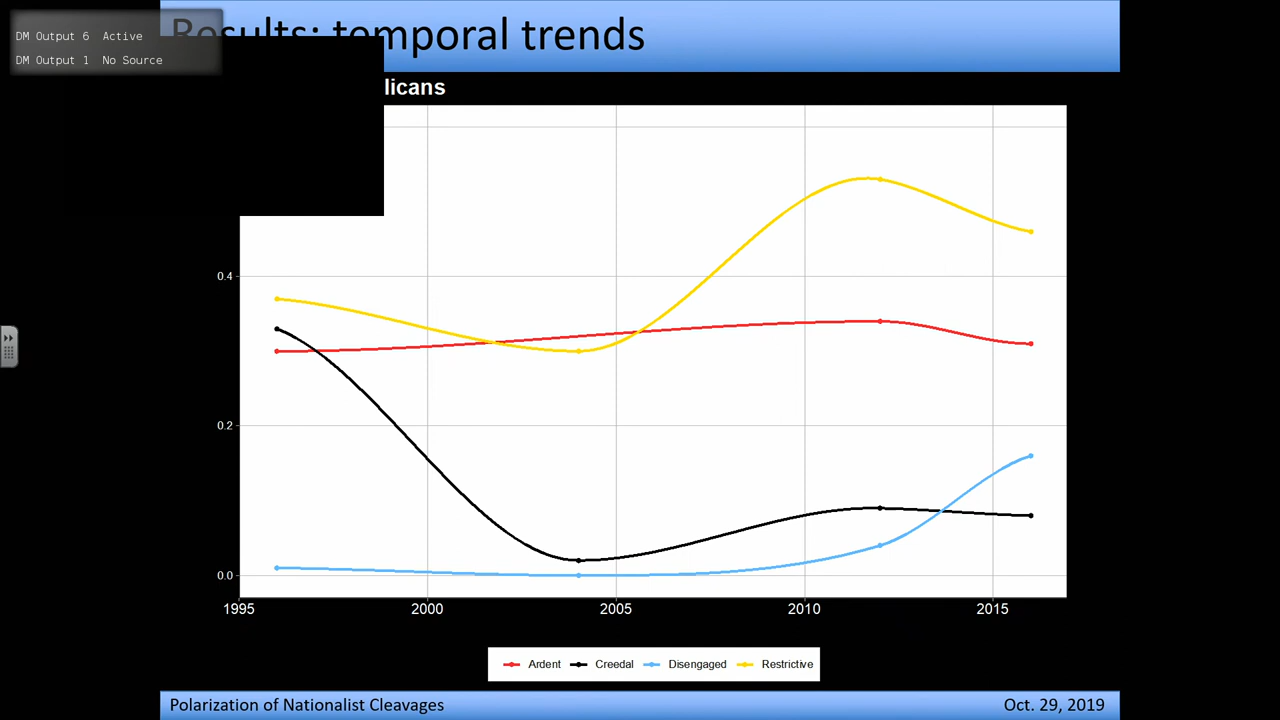 DM Output 6 Active
DM Output 1 No Source
Results: temporal trends
licans
0.4
0.2
0.0
1995 2000 2005 2010 2015
Ardent Creedal Disengaged Restrictive
Polarization of Nationalist Cleavages Oct. 29, 2019